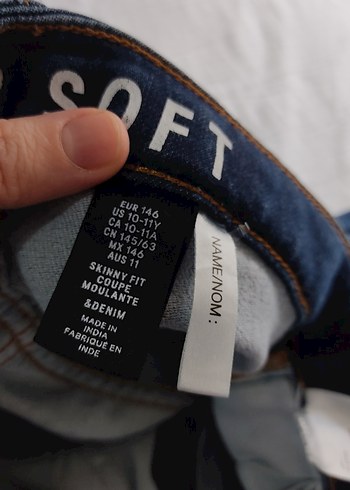 SOFT
EUR 146
US 10-11Y
CA 10-11A
CN 145/63
MX 146
AUS 11
SKINNY FIT
COUPE
MOULANTE
&DENIM
MADE IN
INDIA
FABRIQUÉ EN
INDE
NAME/NOM :